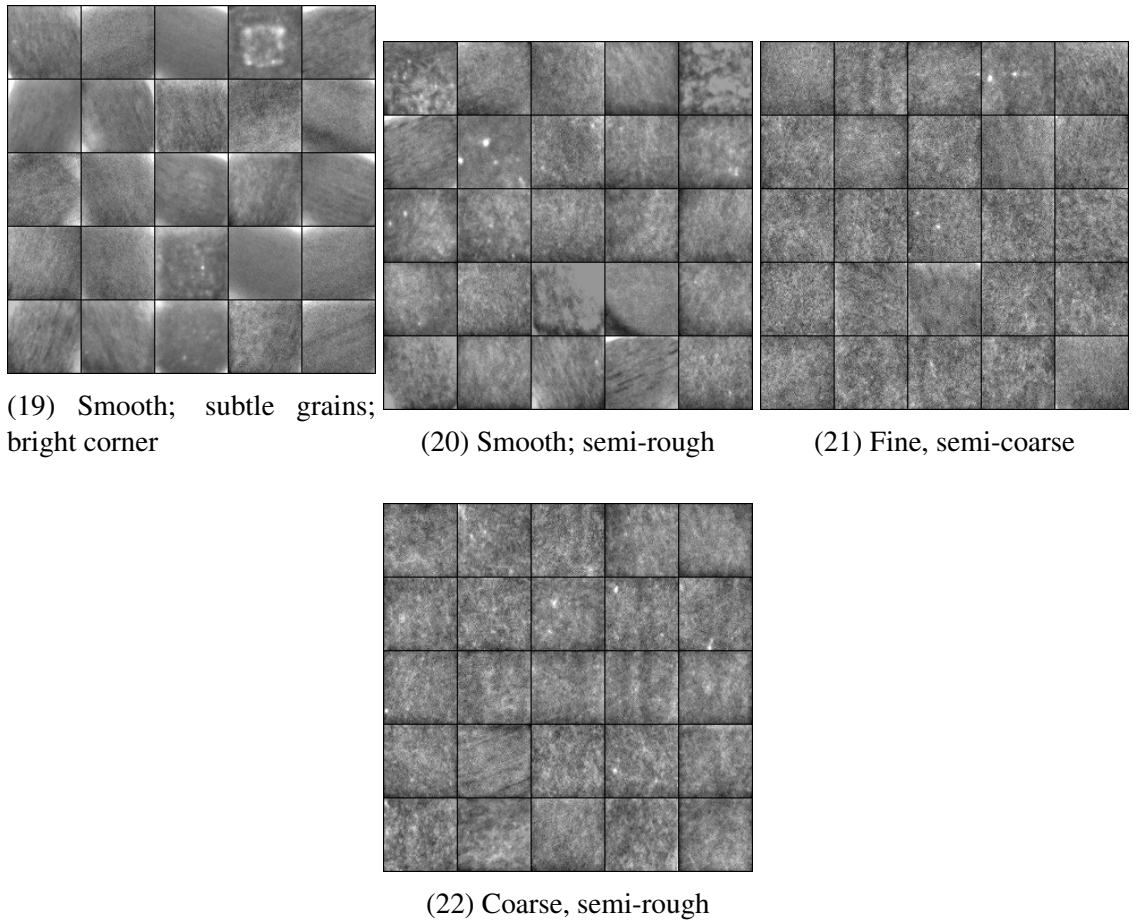 (19) Smooth; subtle grains;
bright corner
(20) Smooth; semi-rough
(21) Fine, semi-coarse
(22) Coarse, semi-rough